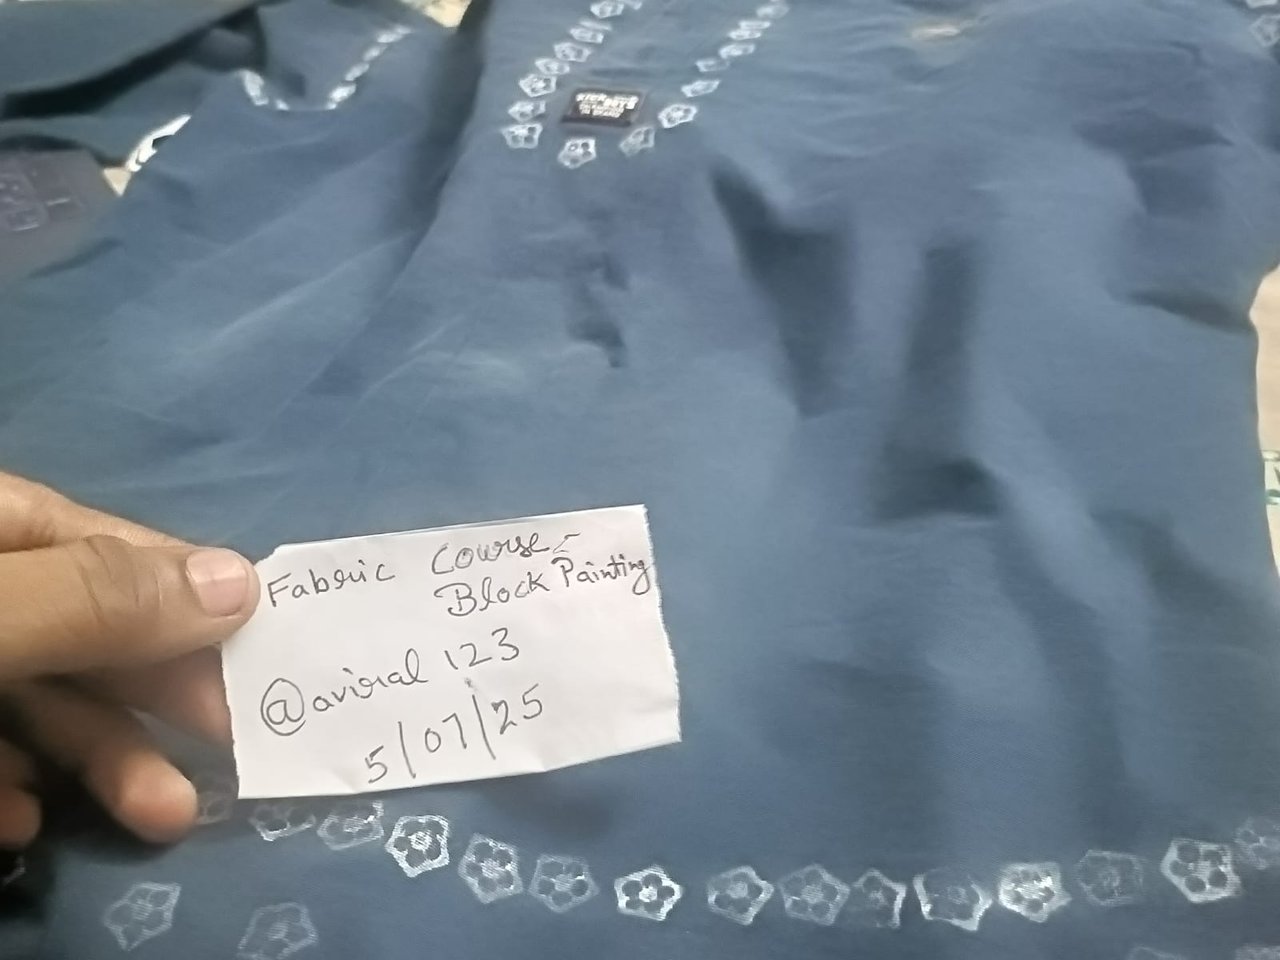 Fabric Course -
Block Painting
@aviral 123
5/07/25